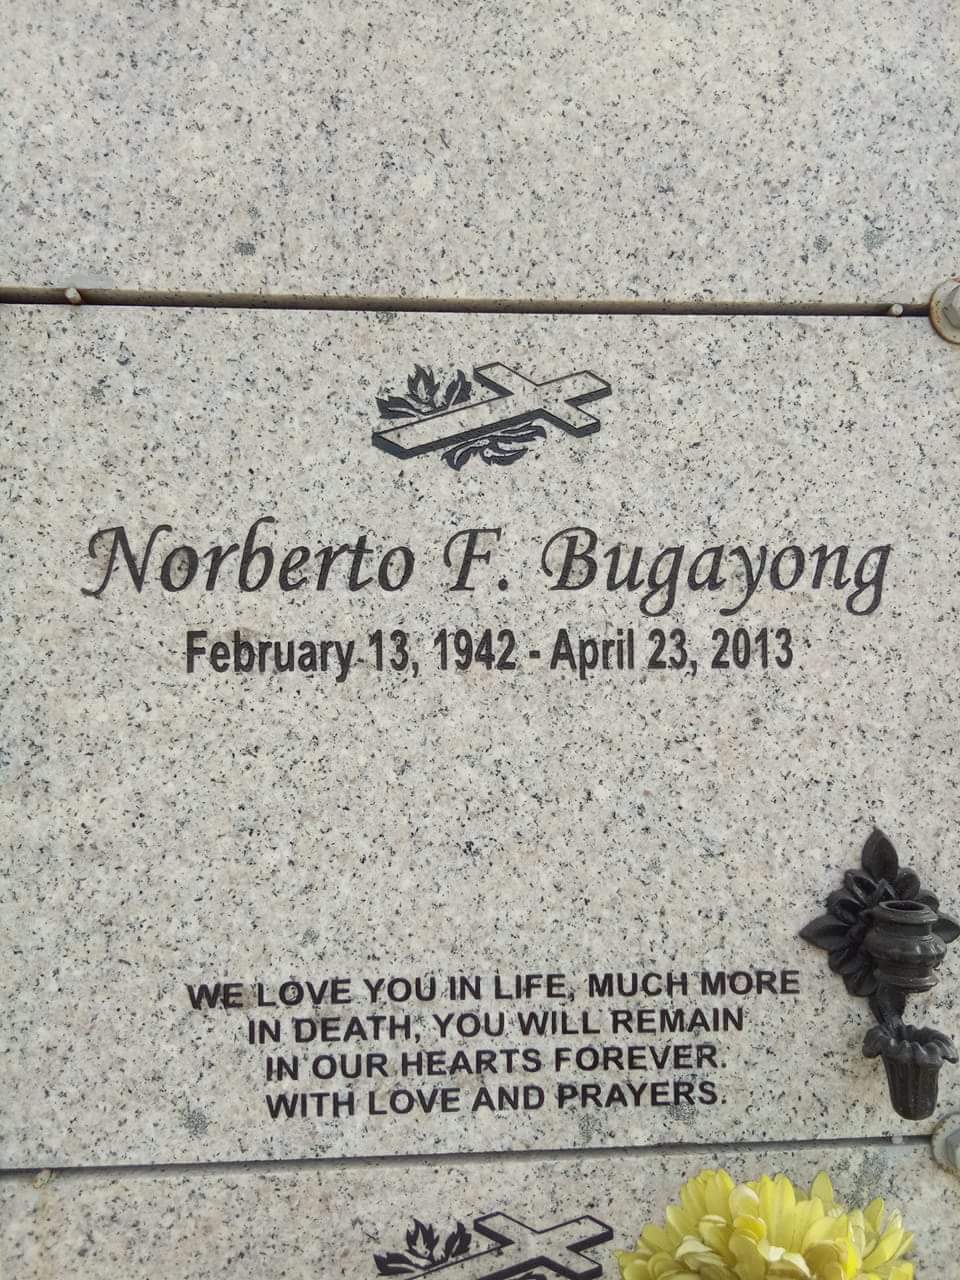 Norberto F. Bugayong
February 13, 1942 - April 23, 2013
WE LOVE YOU IN LIFE, MUCH MORE
IN DEATH, YOU WILL REMAIN
IN OUR HEARTS FOREVER.
WITH LOVE AND PRAYERS.